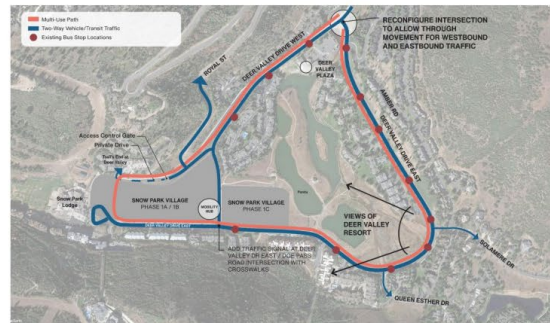 Multi-Use Path
Two-Way Vehicle/Transit Traffic
Existing Bus Stop Locations
RECONFIGURE INTERSECTION
TO ALLOW THROUGH
MOVEMENT FOR WESTBOUND
AND EASTBOUND TRAFFIC
ROYAL ST
DEER VALLEY DRIVE WEST
DEER
VALLEY
PLAZA
AMBER RD
DEER VALLEY DRIVE EAST
Access Control Gate
Private Drive
Snow Park
Lodge
SNOW PARK VILLAGE
PHASE 1A / 1B
MOBILITY
HUB
SNOW PARK VILLAGE
PHASE 1C
Ponds
VIEWS OF
DEER VALLEY
RESORT
DEER VALLEY DRIVE EAST
ADD TRAFFIC SIGNAL AT DEER
VALLEY DR EAST / DOE PASS
ROAD INTERSECTION WITH
CROSSWALKS
SOLAMERE DR
QUEEN ESTHER DR